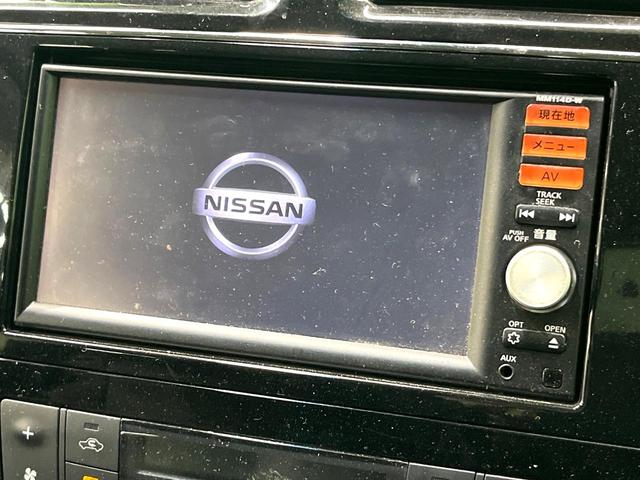 MM114D-W
現在地
メニュー
AV
TRACK
SEEK
PUSH
AV OFF
音量
NISSAN
OPT
OPEN
AUX